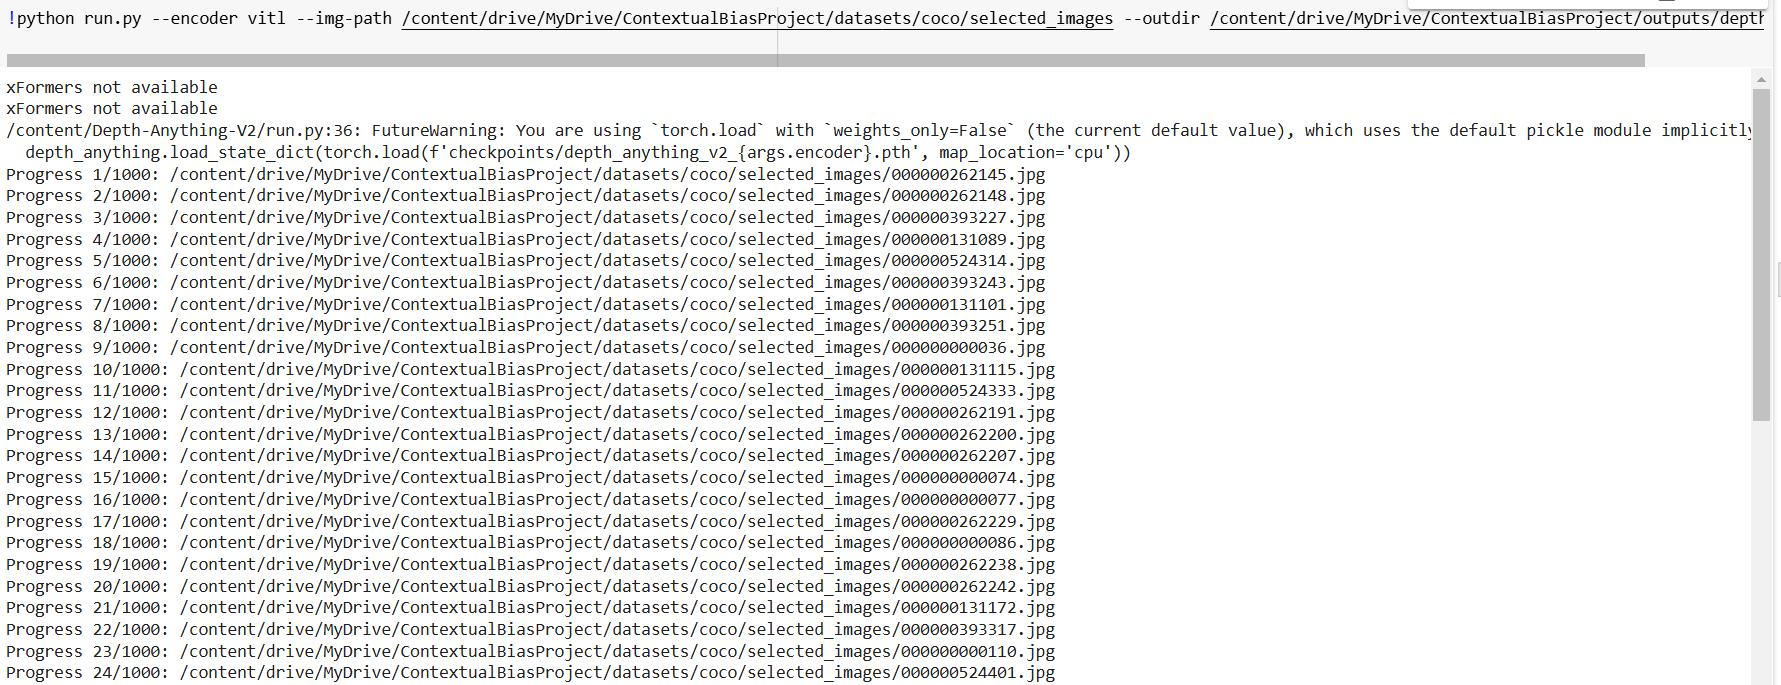 !python run.py --encoder vitl --img-path /content/drive/MyDrive/ContextualBiasProject/datasets/coco/selected_images --outdir /content/drive/MyDrive/ContextualBiasProject/outputs/depth
xFormers not available
xFormers not available
/content/Depth-Anything-V2/run.py:36: FutureWarning: You are using `torch.load` with `weights_only=False` (the current default value), which uses the default pickle module implicitly
depth_anything.load_state_dict(torch.load(f'checkpoints/depth_anything_v2_{args.encoder}.pth', map_location='cpu'))
Progress 1/1000: /content/drive/MyDrive/ContextualBiasProject/datasets/coco/selected_images/000000262145.jpg
Progress 2/1000: /content/drive/MyDrive/ContextualBiasProject/datasets/coco/selected_images/000000262148.jpg
Progress 3/1000: /content/drive/MyDrive/ContextualBiasProject/datasets/coco/selected_images/000000393227.jpg
Progress 4/1000: /content/drive/MyDrive/ContextualBiasProject/datasets/coco/selected_images/000000131089.jpg
Progress 5/1000: /content/drive/MyDrive/ContextualBiasProject/datasets/coco/selected_images/000000524314.jpg
Progress 6/1000: /content/drive/MyDrive/ContextualBiasProject/datasets/coco/selected_images/000000393243.jpg
Progress 7/1000: /content/drive/MyDrive/ContextualBiasProject/datasets/coco/selected_images/000000131101.jpg
Progress 8/1000: /content/drive/MyDrive/ContextualBiasProject/datasets/coco/selected_images/000000393251.jpg
Progress 9/1000: /content/drive/MyDrive/ContextualBiasProject/datasets/coco/selected_images/000000000036.jpg
Progress 10/1000: /content/drive/MyDrive/ContextualBiasProject/datasets/coco/selected_images/000000131115.jpg
Progress 11/1000: /content/drive/MyDrive/ContextualBiasProject/datasets/coco/selected_images/000000524333.jpg
Progress 12/1000: /content/drive/MyDrive/ContextualBiasProject/datasets/coco/selected_images/000000262191.jpg
Progress 13/1000: /content/drive/MyDrive/ContextualBiasProject/datasets/coco/selected_images/000000262200.jpg
Progress 14/1000: /content/drive/MyDrive/ContextualBiasProject/datasets/coco/selected_images/000000262207.jpg
Progress 15/1000: /content/drive/MyDrive/ContextualBiasProject/datasets/coco/selected_images/000000000074.jpg
Progress 16/1000: /content/drive/MyDrive/ContextualBiasProject/datasets/coco/selected_images/000000000077.jpg
Progress 17/1000: /content/drive/MyDrive/ContextualBiasProject/datasets/coco/selected_images/000000262229.jpg
Progress 18/1000: /content/drive/MyDrive/ContextualBiasProject/datasets/coco/selected_images/000000000086.jpg
Progress 19/1000: /content/drive/MyDrive/ContextualBiasProject/datasets/coco/selected_images/000000262238.jpg
Progress 20/1000: /content/drive/MyDrive/ContextualBiasProject/datasets/coco/selected_images/000000262242.jpg
Progress 21/1000: /content/drive/MyDrive/ContextualBiasProject/datasets/coco/selected_images/000000131172.jpg
Progress 22/1000: /content/drive/MyDrive/ContextualBiasProject/datasets/coco/selected_images/000000393317.jpg
Progress 23/1000: /content/drive/MyDrive/ContextualBiasProject/datasets/coco/selected_images/000000000110.jpg
Progress 24/1000: /content/drive/MyDrive/ContextualBiasProject/datasets/coco/selected_images/000000524401.jpg